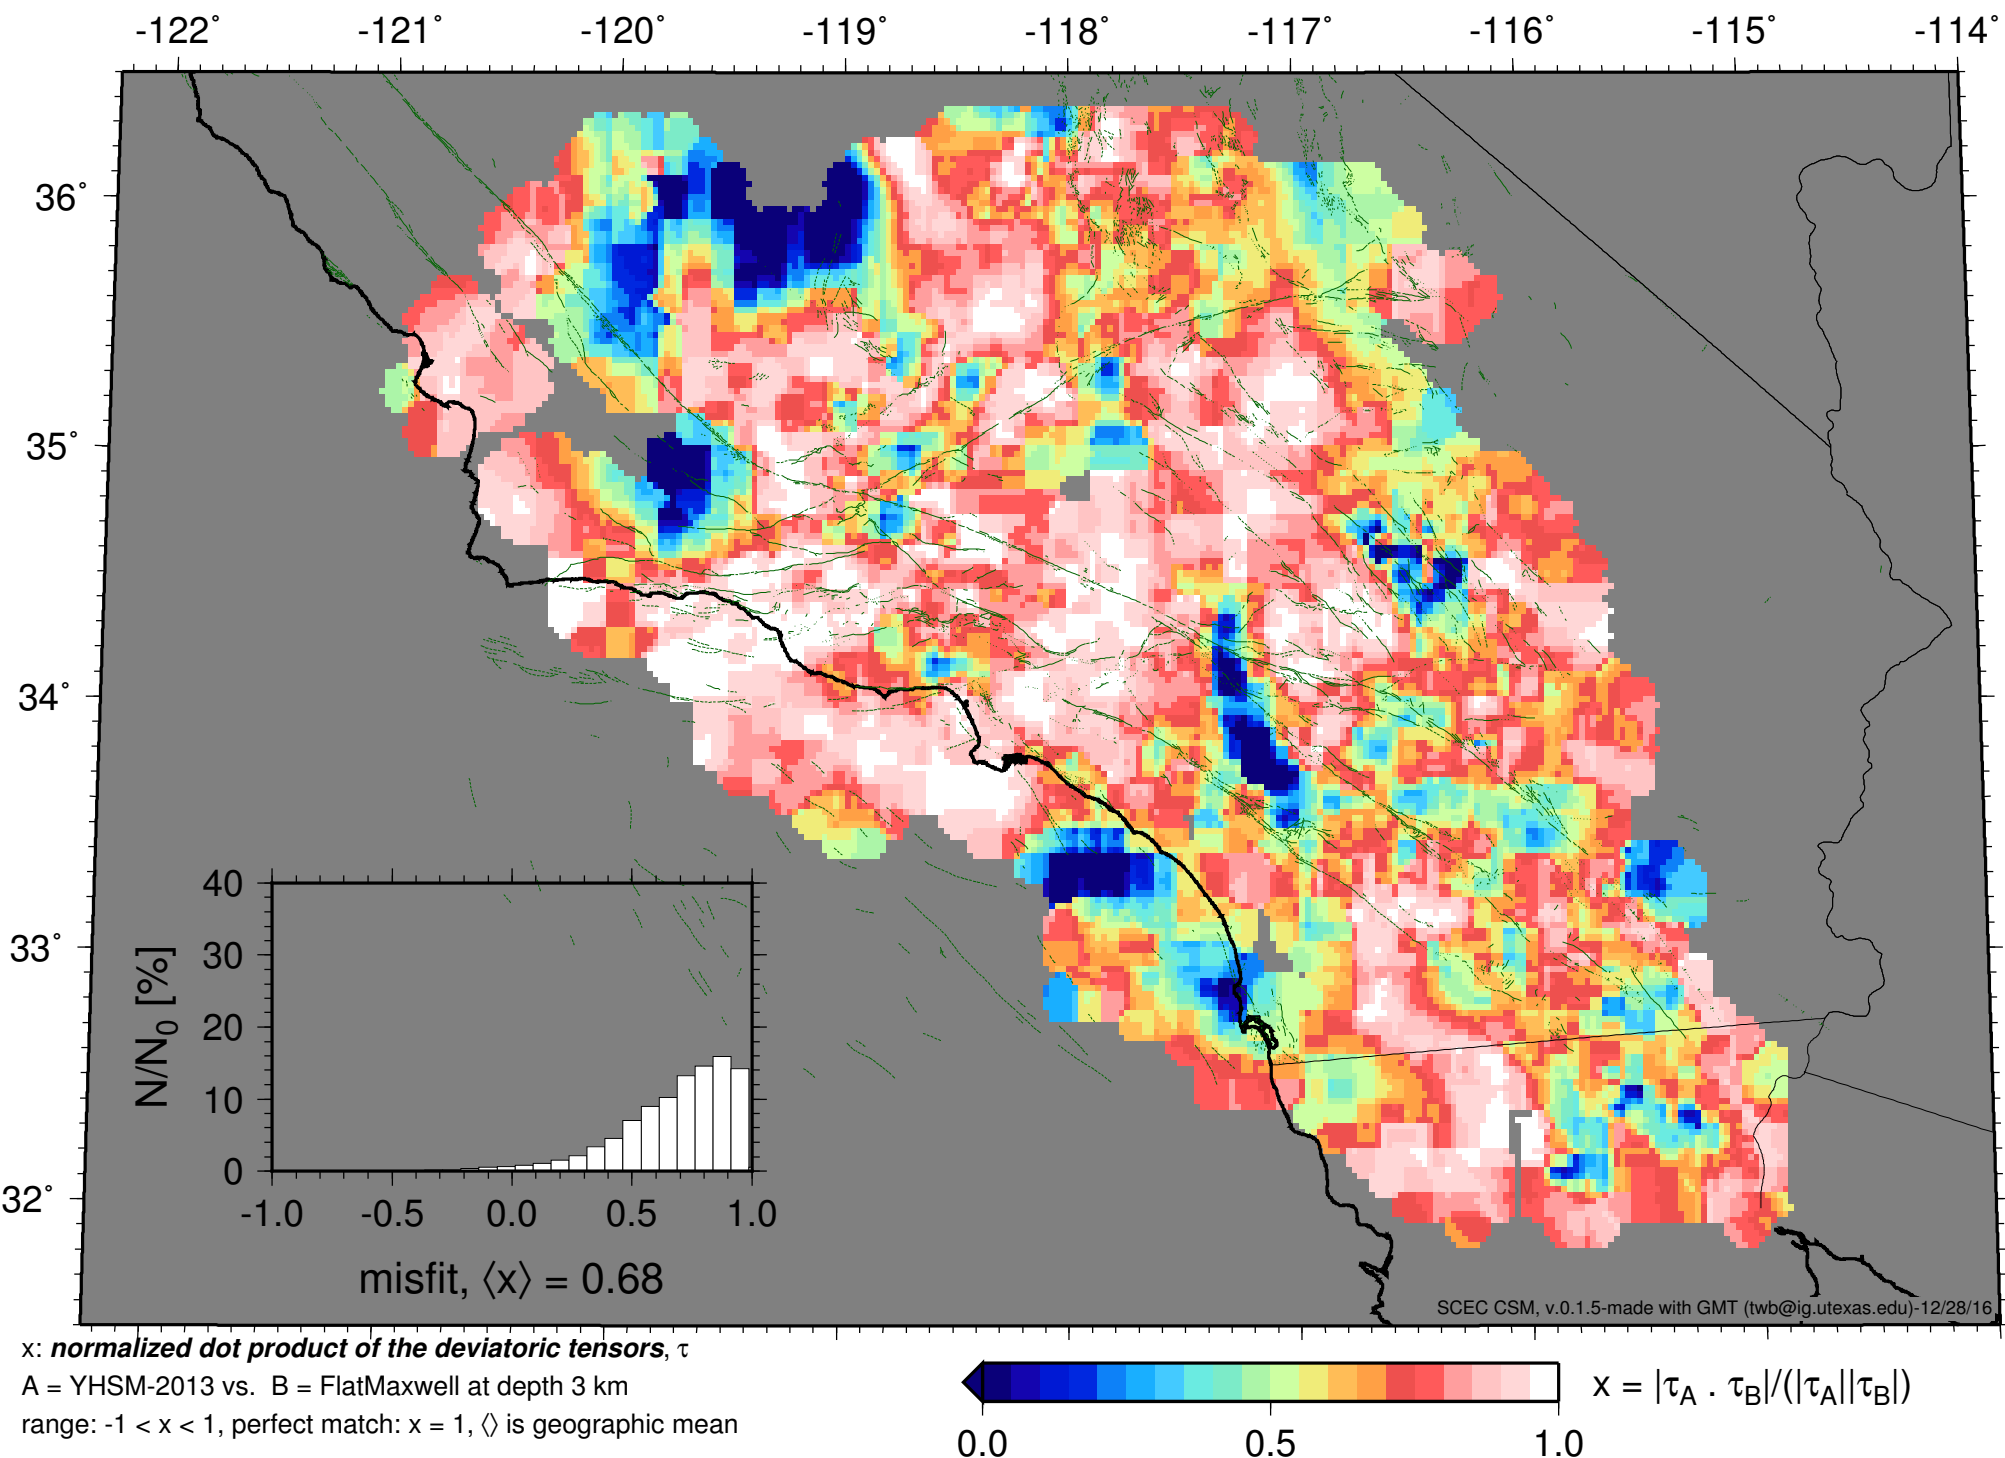 -122° -121° -120° -119° -118° -117° -116° -115° -114°
36°
35°
34°
33°
32°
40
30
20
10
0
N/N0 [%]
-1.0 -0.5 0.0 0.5 1.0
misfit, ⟨x⟩ = 0.68
SCEC CSM, v.0.1.5-made with GMT (twb@ig.utexas.edu)-12/28/16
x: normalized dot product of the deviatoric tensors, τ
A = YHSM-2013 vs. B = FlatMaxwell at depth 3 km
range: -1 < x < 1, perfect match: x = 1, ⟨⟩ is geographic mean
0.0 0.5 1.0
x = |τA . τB|/(|τA||τB|)